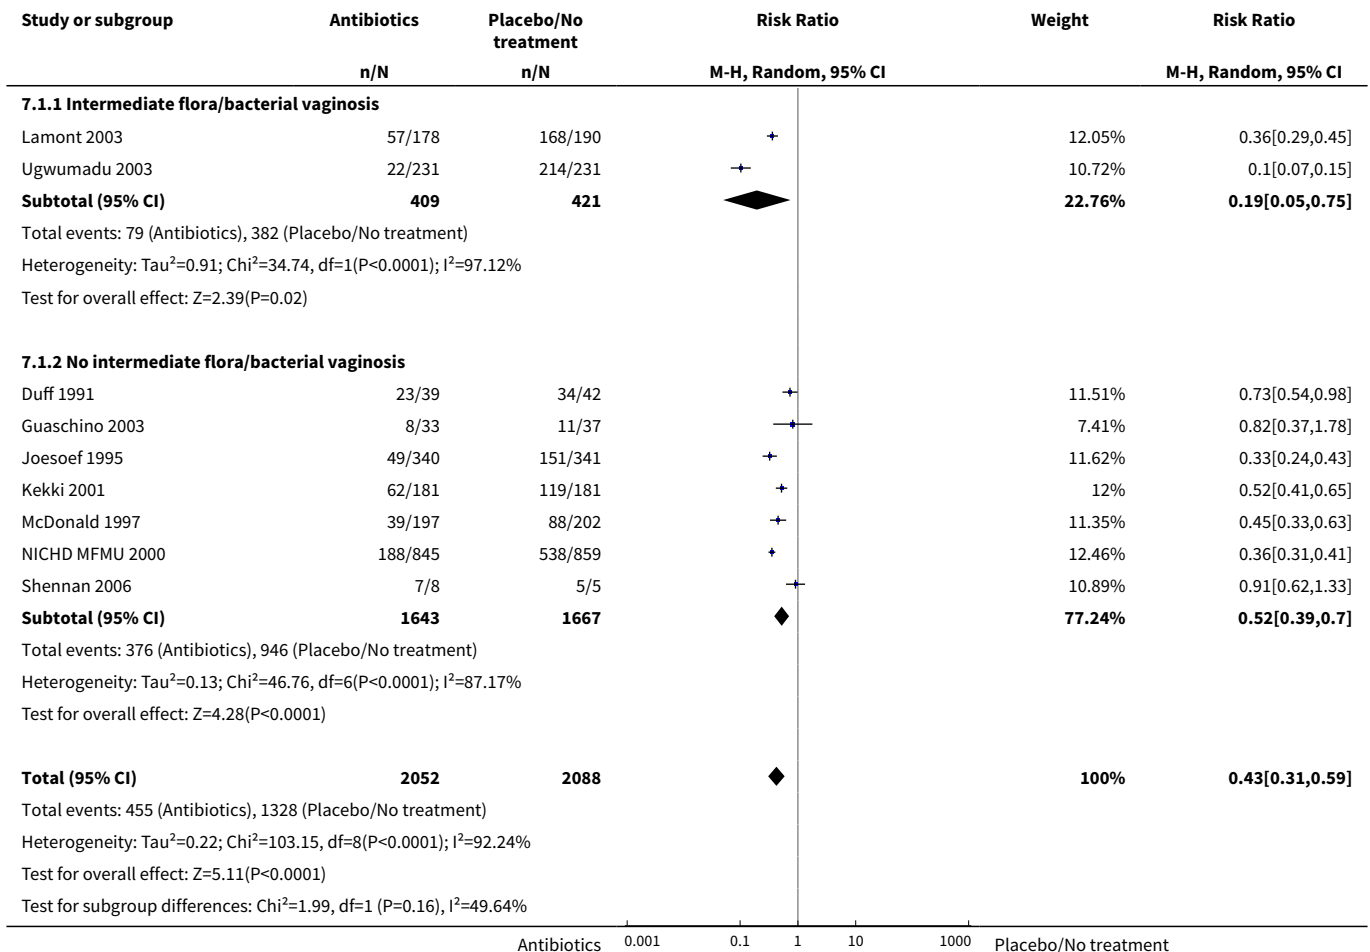 Study or subgroup Antibiotics Placebo/No Risk Ratio Weight Risk Ratio
treatment
n/N n/N M-H, Random, 95% CI M-H, Random, 95% CI
7.1.1 Intermediate flora/bacterial vaginosis
Lamont 2003 57/178 168/190 12.05% 0.36[0.29,0.45]
Ugwumadu 2003 22/231 214/231 10.72% 0.1[0.07,0.15]
Subtotal (95% CI) 409 421 22.76% 0.19[0.05,0.75]
Total events: 79 (Antibiotics), 382 (Placebo/No treatment)
Heterogeneity: Tau²=0.91; Chi²=34.74, df=1(P<0.0001); I²=97.12%
Test for overall effect: Z=2.39(P=0.02)
7.1.2 No intermediate flora/bacterial vaginosis
Duff 1991 23/39 34/42 11.51% 0.73[0.54,0.98]
Guaschino 2003 8/33 11/37 7.41% 0.82[0.37,1.78]
Joesoef 1995 49/340 151/341 11.62% 0.33[0.24,0.43]
Kekki 2001 62/181 119/181 12% 0.52[0.41,0.65]
McDonald 1997 39/197 88/202 11.35% 0.45[0.33,0.63]
NICHD MFMU 2000 188/845 538/859 12.46% 0.36[0.31,0.41]
Shennan 2006 7/8 5/5 10.89% 0.91[0.62,1.33]
Subtotal (95% CI) 1643 1667 77.24% 0.52[0.39,0.7]
Total events: 376 (Antibiotics), 946 (Placebo/No treatment)
Heterogeneity: Tau²=0.13; Chi²=46.76, df=6(P<0.0001); I²=87.17%
Test for overall effect: Z=4.28(P<0.0001)
Total (95% CI) 2052 2088 100% 0.43[0.31,0.59]
Total events: 455 (Antibiotics), 1328 (Placebo/No treatment)
Heterogeneity: Tau²=0.22; Chi²=103.15, df=8(P<0.0001); I²=92.24%
Test for overall effect: Z=5.11(P<0.0001)
Test for subgroup differences: Chi²=1.99, df=1 (P=0.16), I²=49.64%
Antibiotics 0.001 0.1 1 10 1000 Placebo/No treatment